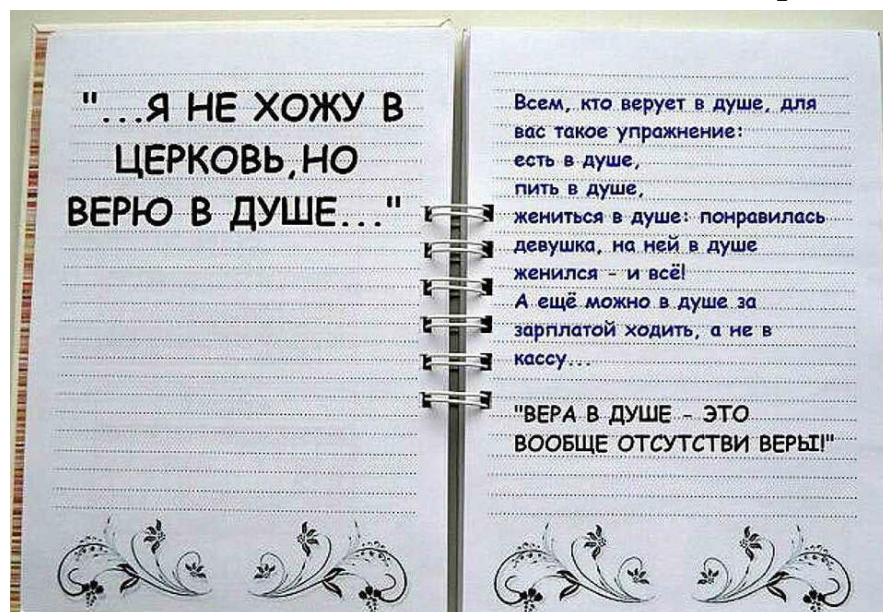 "...Я НЕ ХОЖУ В
ЦЕРКОВЬ,НО
ВЕРЮ В ДУШЕ..."
Всем, кто верует в душе, для
вас такое упражнение:
есть в душе,
пить в душе,
жениться в душе: понравилась
девушка, на ней в душе
женился - и всё!
А ещё можно в душе за
зарплатой ходить, а не в
кассу...
"ВЕРА В ДУШЕ - ЭТО
ВООБЩЕ ОТСУТСТВИ ВЕРЫ!"